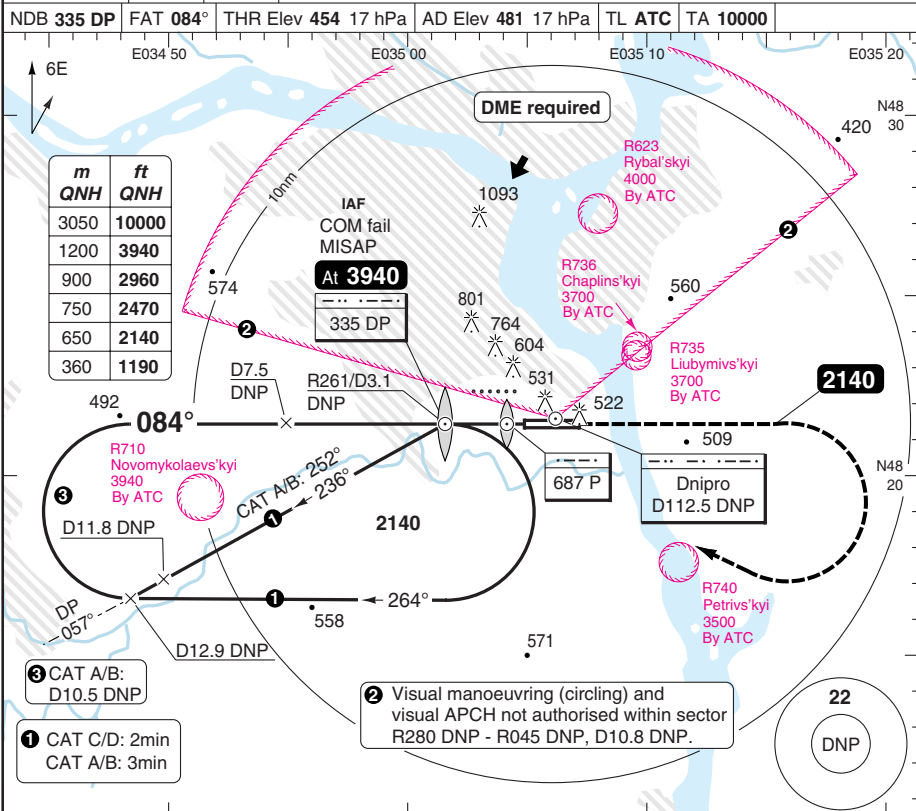 NDB 335 DP FAT 084° THR Elev 454 17 hPa AD Elev 481 17 hPa TL ATC TA 10000
E034 50 E035 00 E035 10 E035 20
6E
DME required
N48
30
420
R623
Rybal'skyi
4000
By ATC
m ft
QNH QNH
3050 10000
1200 3940
900 2960
750 2470
650 2140
360 1190
10nm
IAF
COM fail
MISAP
At 3940
335 DP
1093
2
R736
Chaplins'kyi
3700
By ATC
560
574
2
801
764
604
531
522
R735
Liubymivs'kyi
3700
By ATC
2140
D7.5
DNP
R261/D3.1
DNP
492
084°
509
687 P
Dnipro
D112.5 DNP
N48
20
R710
Novomykolaevs'kyi
3940
By ATC
3
CAT A/B: 252°
236°
1
2140
D11.8 DNP
1
264°
558
DP
057°
D12.9 DNP
571
R740
Petrivs'kyi
3500
By ATC
3 CAT A/B:
D10.5 DNP
1 CAT C/D: 2min
CAT A/B: 3min
2 Visual manoeuvring (circling) and
visual APCH not authorised within sector
R280 DNP - R045 DNP, D10.8 DNP.
22
DNP